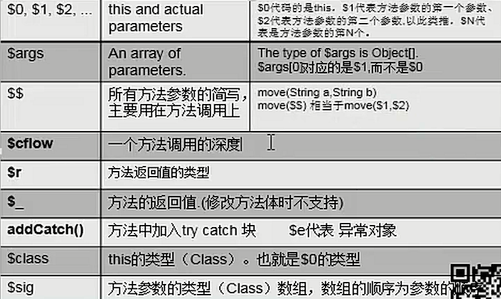 $0, $1, $2, ...
this and actual
parameters
$0代码的是this，$1代表方法参数的第一个参数、
$2代表方法参数的第二个参数,以此类推，$N代
表是方法参数的第N个。
$args
An array of
parameters.
The type of $args is Object[].
$args[0]对应的是$1,而不是$0
$$
所有方法参数的简写，
主要用在方法调用上
move(String a,String b)
move($$) 相当于move($1,$2)
$cflow
一个方法调用的深度
$r
方法返回值的类型
$_
方法的返回值.(修改方法体时不支持)
addCatch()
方法中加入try catch 块 $e代表 异常对象
$class
this的类型（Class）。也就是$0的类型
$sig
方法参数的类型（Class）数组，数组的顺序为参数的顺序